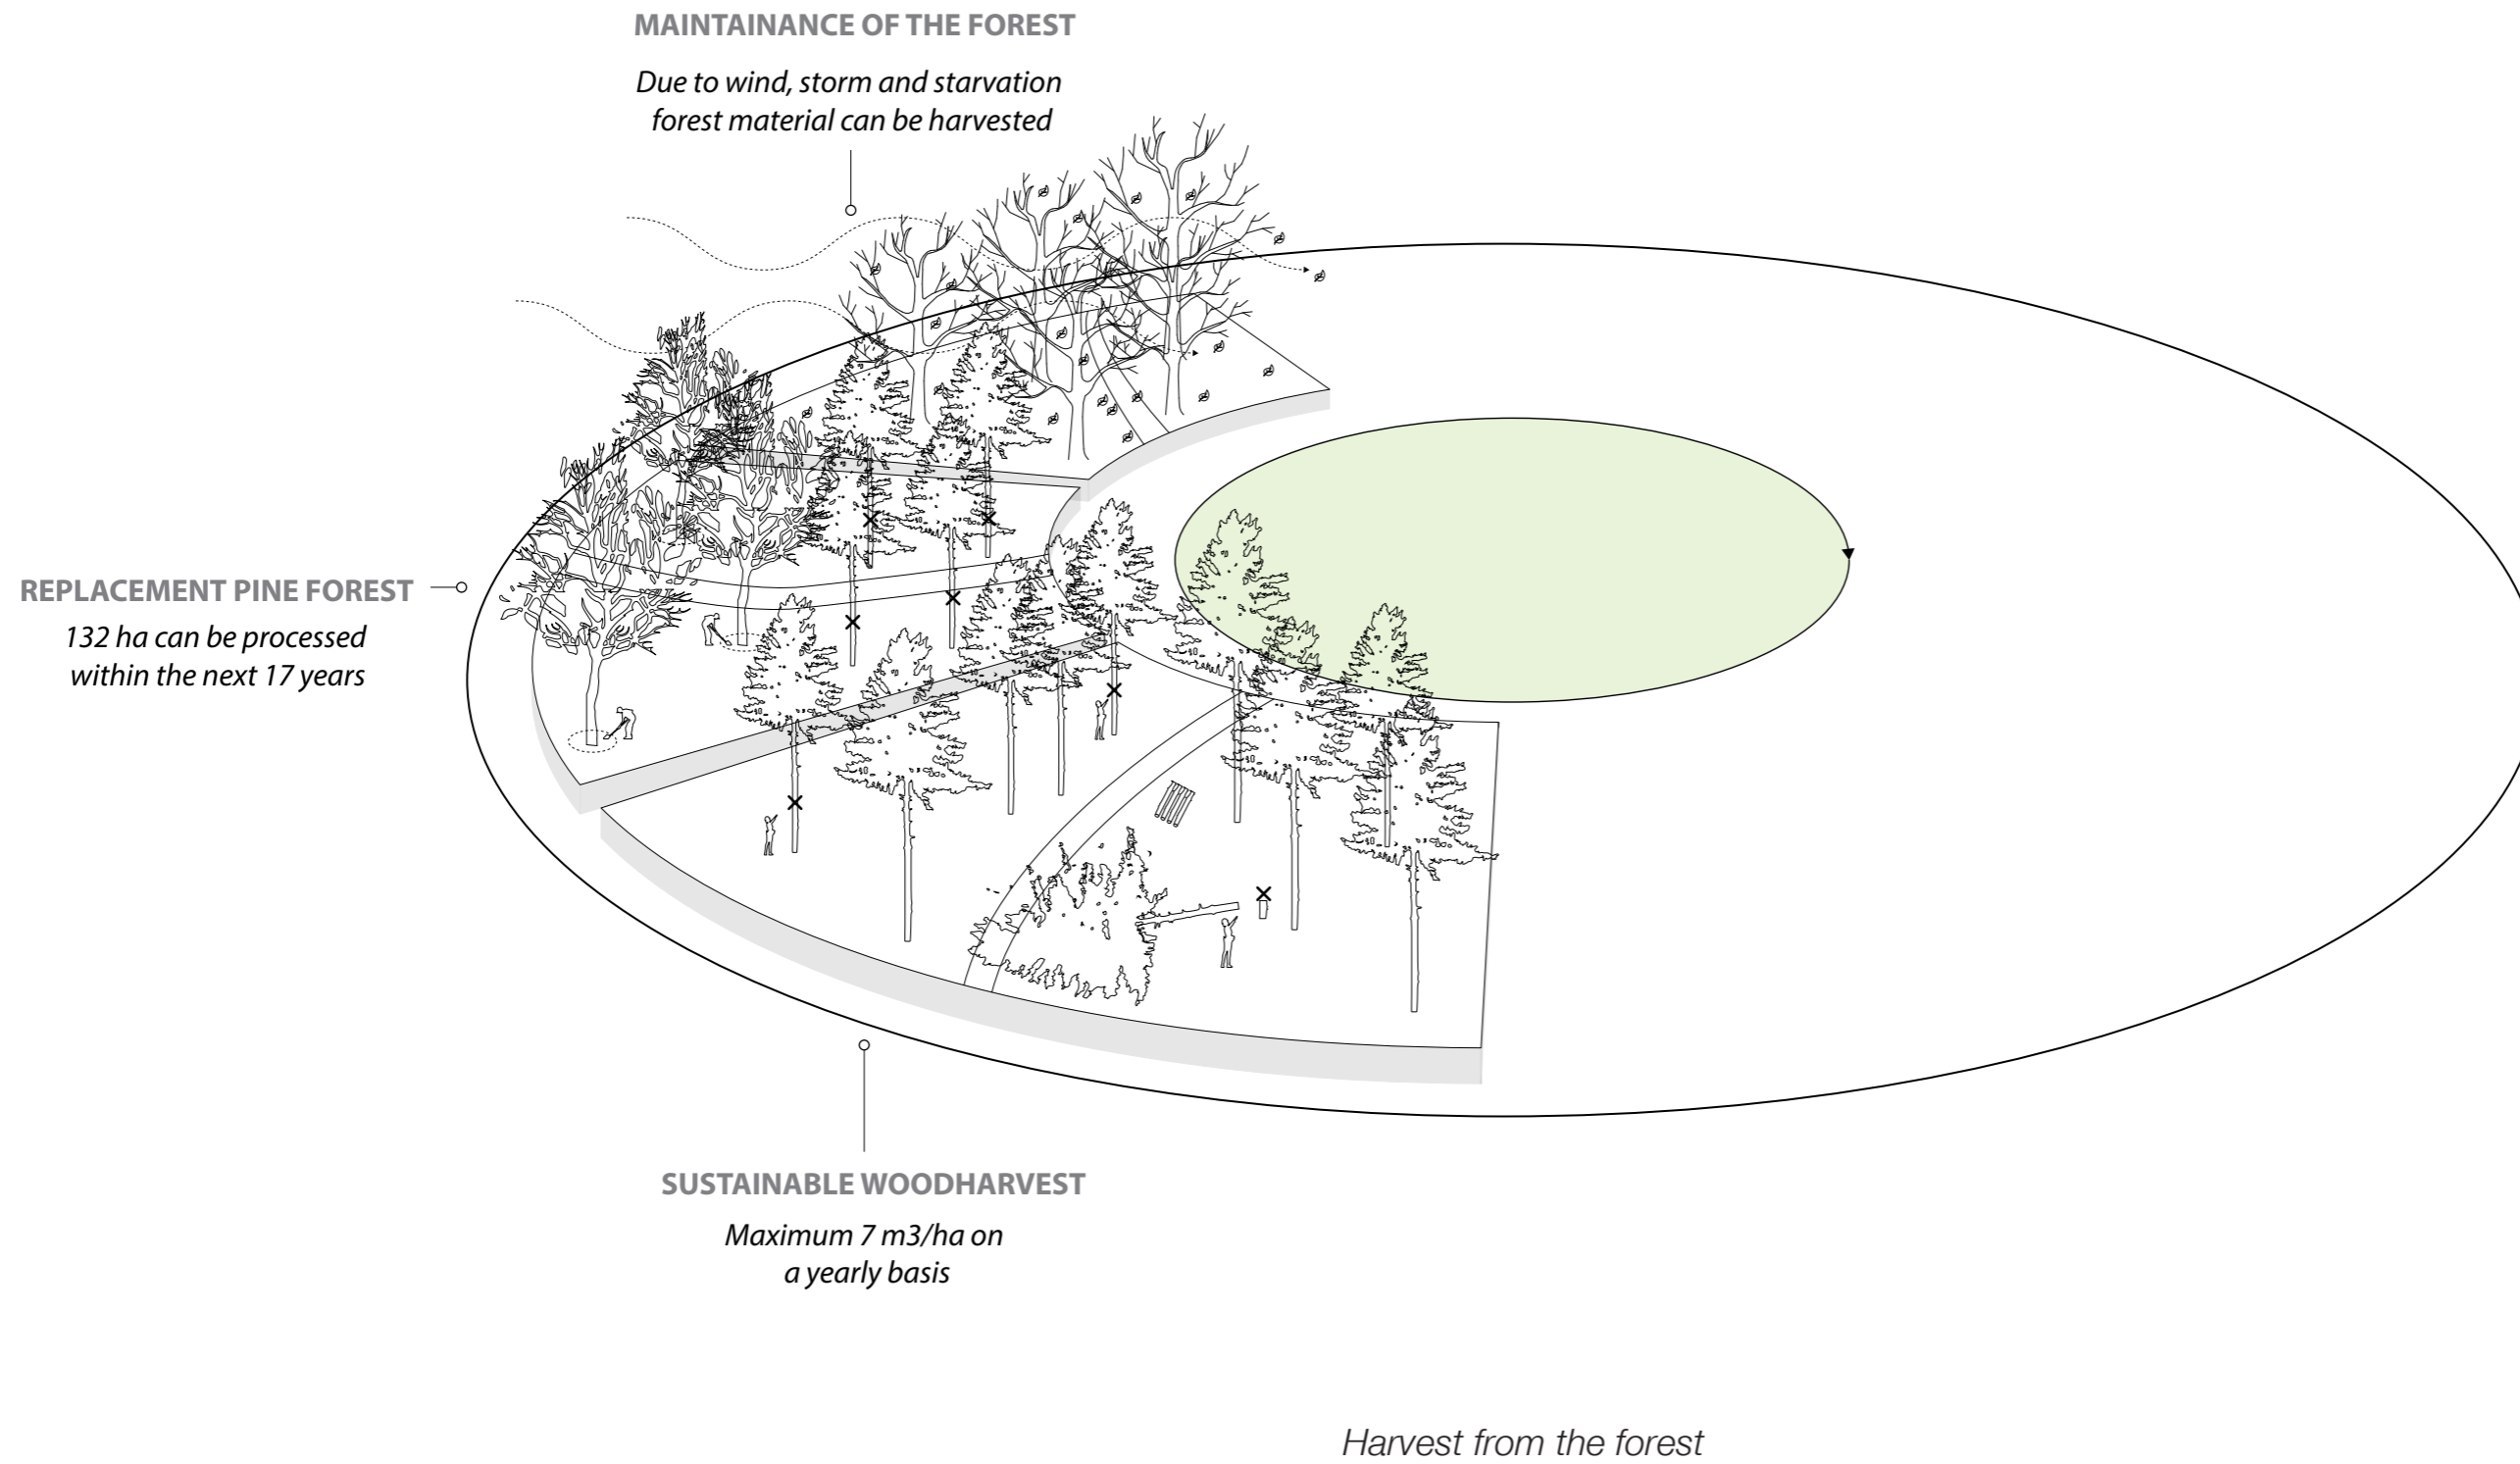 MAINTAINANCE OF THE FOREST
Due to wind, storm and starvation
forest material can be harvested
REPLACEMENT PINE FOREST
132 ha can be processed
within the next 17 years
SUSTAINABLE WOODHARVEST
Maximum 7 m3/ha on
a yearly basis
Harvest from the forest